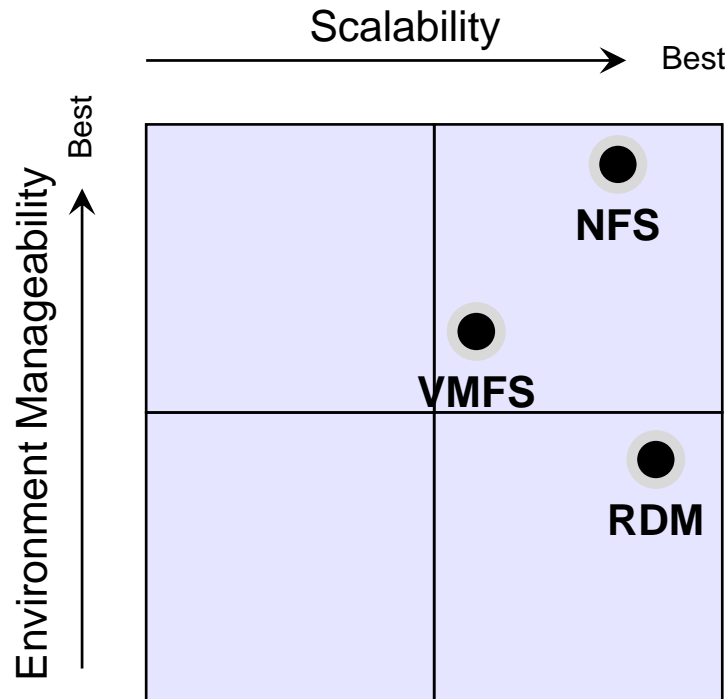 Scalability
Best
Best
Environment Manageability
NFS
VMFS
RDM